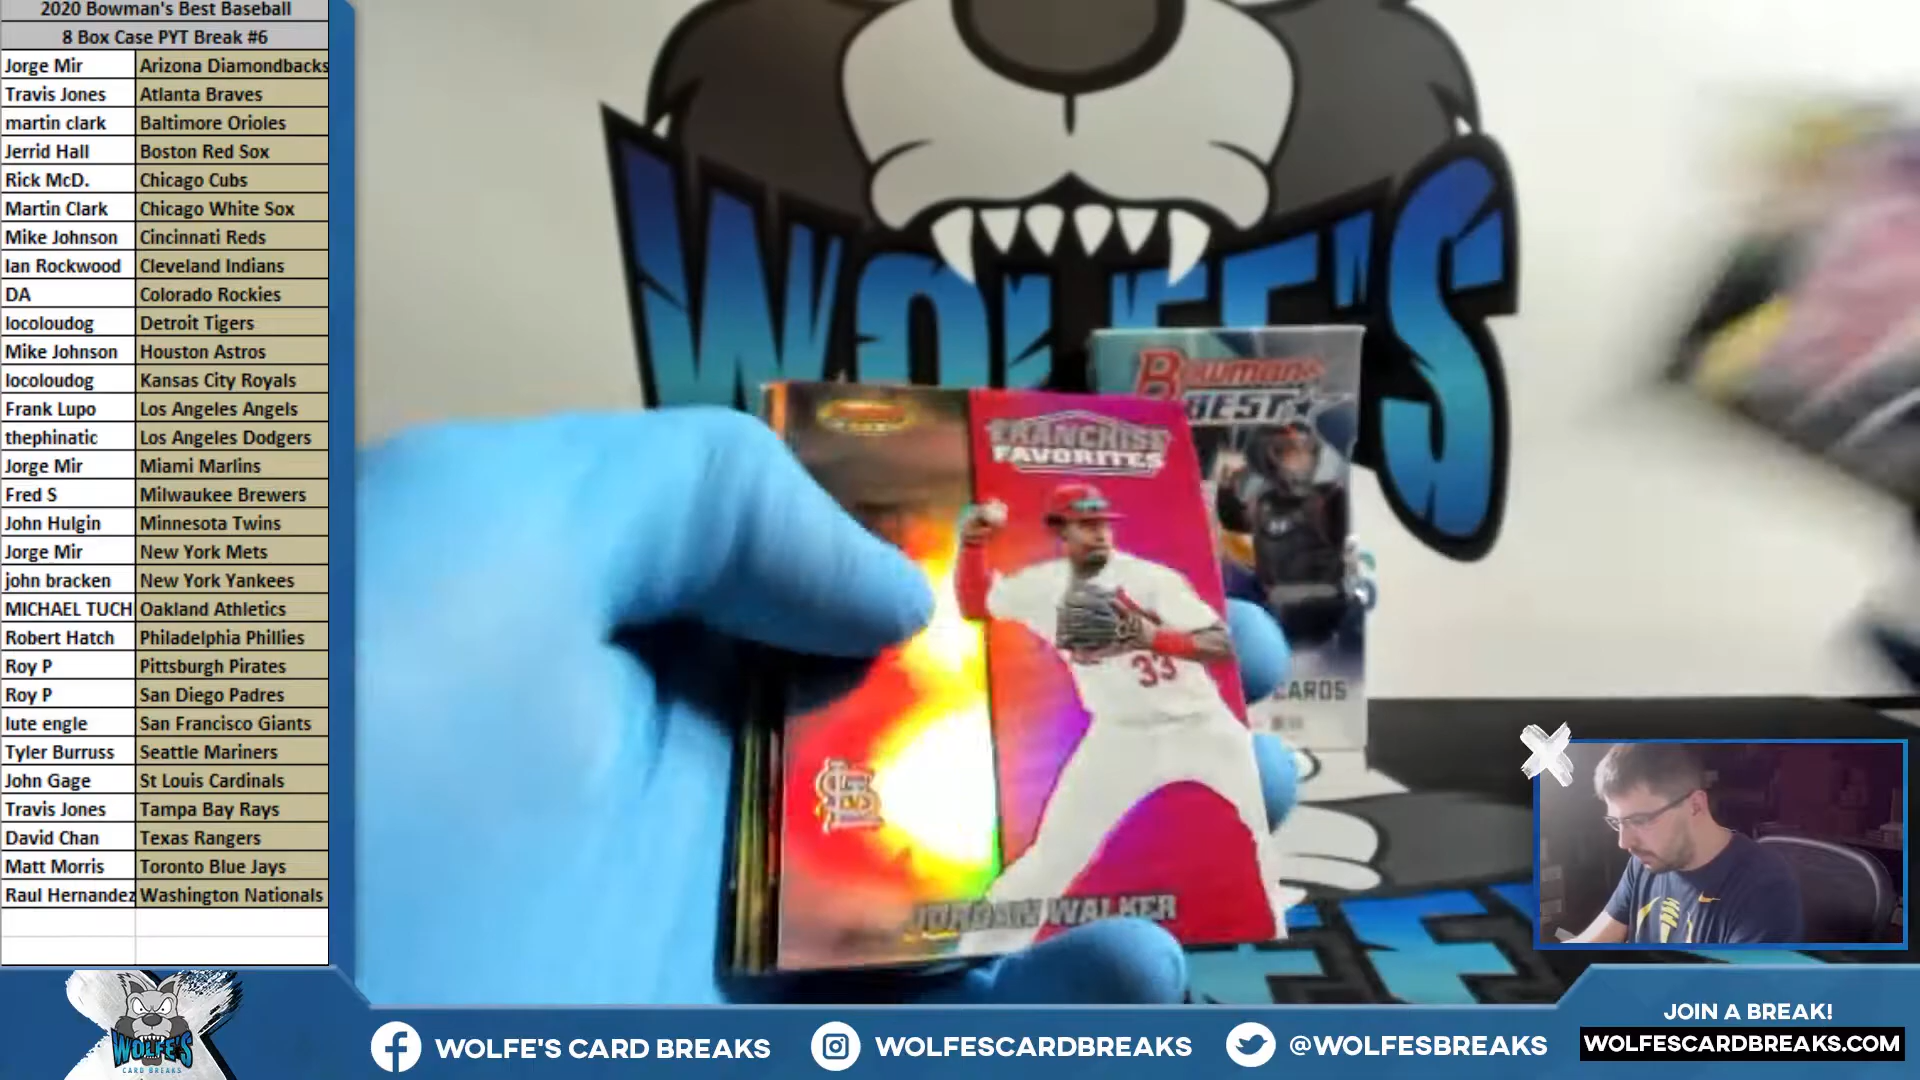 2020 Bowman's Best Baseball
8 Box Case PYT Break #6
Jorge Mir Arizona Diamondbacks
Travis Jones Atlanta Braves
martin clark Baltimore Orioles
Jerrid Hall Boston Red Sox
Rick McD. Chicago Cubs
Martin Clark Chicago White Sox
Mike Johnson Cincinnati Reds
Ian Rockwood Cleveland Indians
DA Colorado Rockies
locoloudog Detroit Tigers
Mike Johnson Houston Astros
locoloudog Kansas City Royals
Frank Lupo Los Angeles Angels
thephinatic Los Angeles Dodgers
Jorge Mir Miami Marlins
Fred S Milwaukee Brewers
John Hulgin Minnesota Twins
Jorge Mir New York Mets
john bracken New York Yankees
MICHAEL TUCH Oakland Athletics
Robert Hatch Philadelphia Phillies
Roy P Pittsburgh Pirates
Roy P San Diego Padres
lute engle San Francisco Giants
Tyler Burruss Seattle Mariners
John Gage St Louis Cardinals
Travis Jones Tampa Bay Rays
David Chan Texas Rangers
Matt Morris Toronto Blue Jays
Raul Hernandez Washington Nationals
WOLFE'S
BOWMAN'S
BEST
CARDS
FRANCHISE
FAVORITES
33
STL
JORDAN WALKER
WOLFE'S
CARD BREAKS
WOLFE'S CARD BREAKS
WOLFESCARDBREAKS
@WOLFESBREAKS
JOIN A BREAK!
WOLFESCARDBREAKS.COM